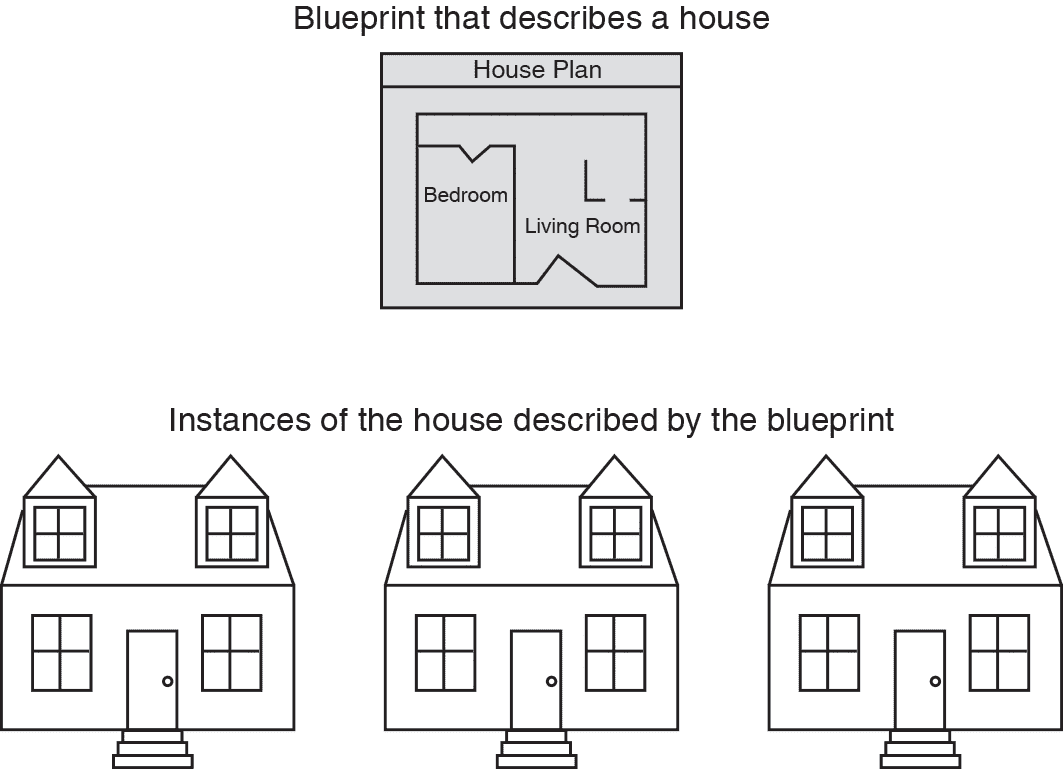 Blueprint that describes a house
House Plan
Bedroom
Living Room
Instances of the house described by the blueprint